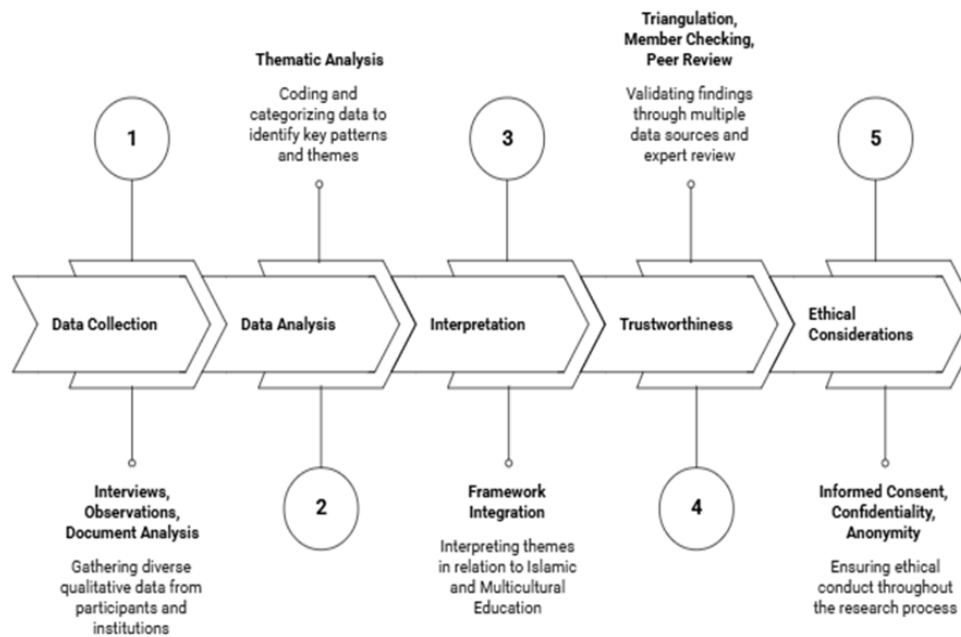 1
Data Collection
Interviews,
Observations,
Document Analysis
Gathering diverse
qualitative data from
participants and
institutions
Thematic Analysis
Coding and
categorizing data to
identify key patterns
and themes
Data Analysis
2
3
Interpretation
Framework
Integration
Interpreting themes
in relation to Islamic
and Multicultural
Education
Triangulation,
Member Checking,
Peer Review
Validating findings
through multiple
data sources and
expert review
Trustworthiness
4
5
Ethical
Considerations
Informed Consent,
Confidentiality,
Anonymity
Ensuring ethical
conduct throughout
the research process